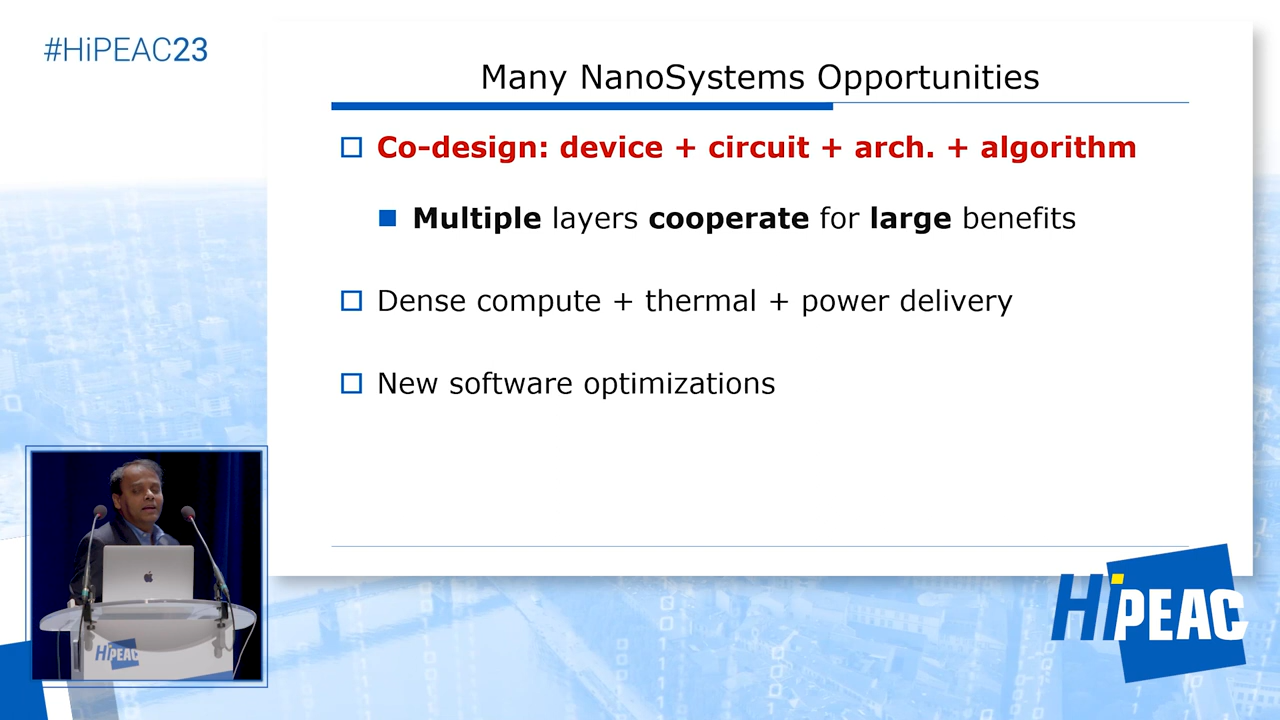 #HiPEAC23
Many NanoSystems Opportunities
Co-design: device + circuit + arch. + algorithm
Multiple layers cooperate for large benefits
Dense compute + thermal + power delivery
New software optimizations
HiPEAC
HiPEAC